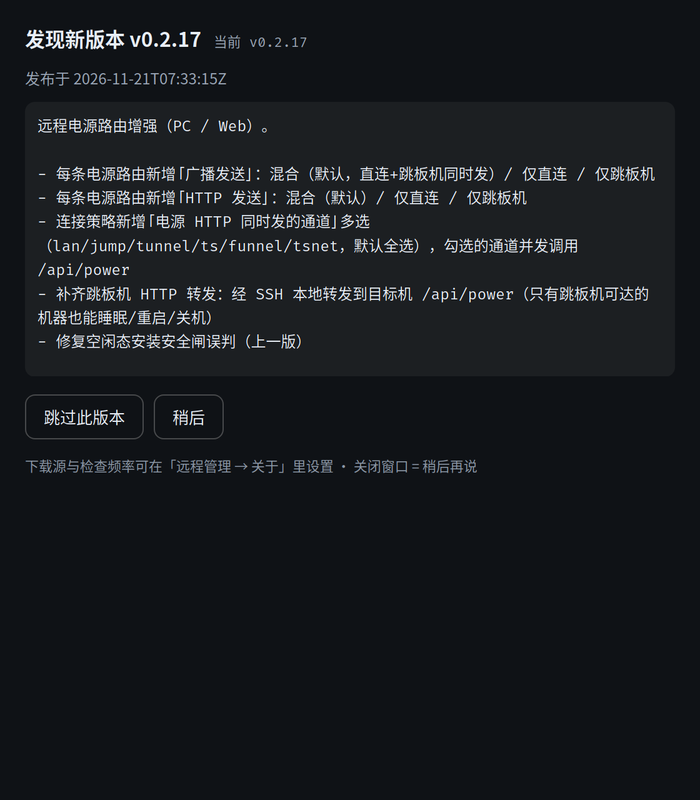 发现新版本 v0.2.17 当前 v0.2.17
发布于 2026-11-21T07:33:15Z
远程电源路由增强（PC / Web）。
- 每条电源路由新增「广播发送」：混合（默认，直连+跳板机同时发）/ 仅直连 / 仅跳板机
- 每条电源路由新增「HTTP 发送」：混合（默认）/ 仅直连 / 仅跳板机
- 连接策略新增「电源 HTTP 同时发的通道」多选
（lan/jump/tunnel/ts/funnel/tsnet，默认全选），勾选的通道并发调用
/api/power
- 补齐跳板机 HTTP 转发：经 SSH 本地转发到目标机 /api/power（只有跳板机可达的
机器也能睡眠/重启/关机）
- 修复空闲态安装安全闸误判（上一版）
跳过此版本
稍后
下载源与检查频率可在「远程管理 → 关于」里设置 · 关闭窗口 = 稍后再说